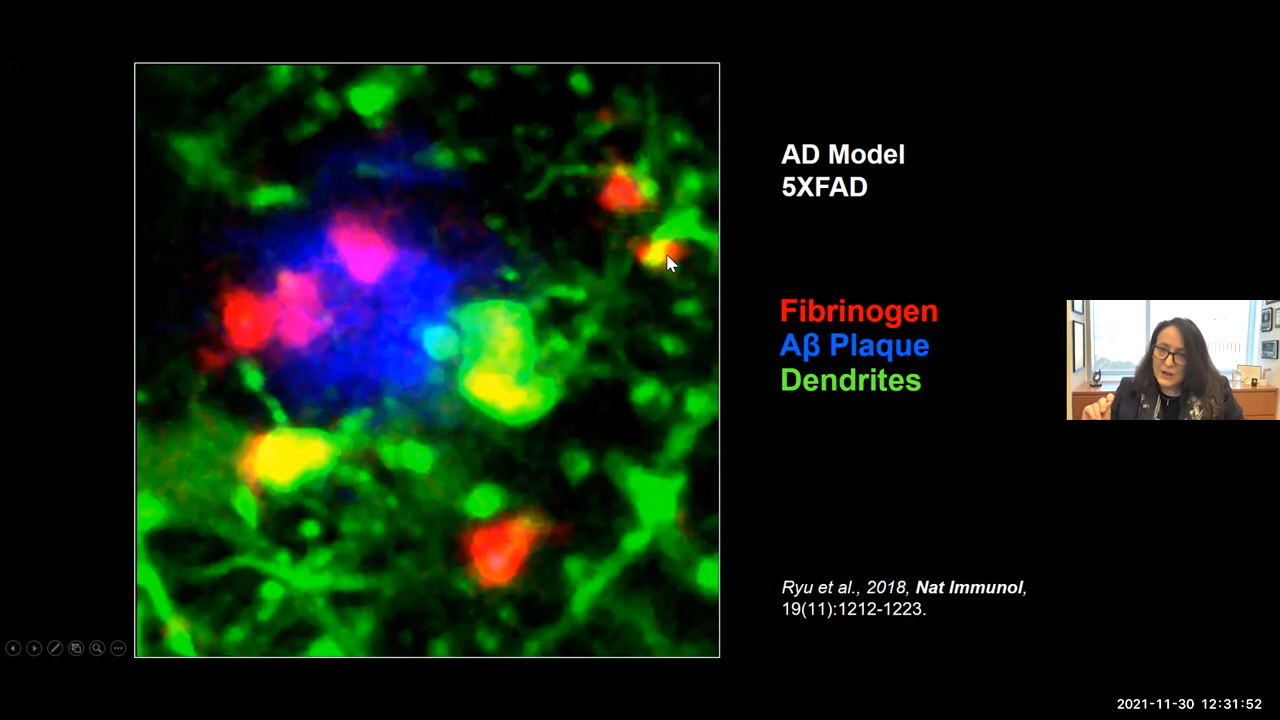 AD Model
5XFAD
Fibrinogen
Aβ Plaque
Dendrites
Ryu et al., 2018, Nat Immunol,
19(11):1212-1223.
2021-11-30 12:31:52